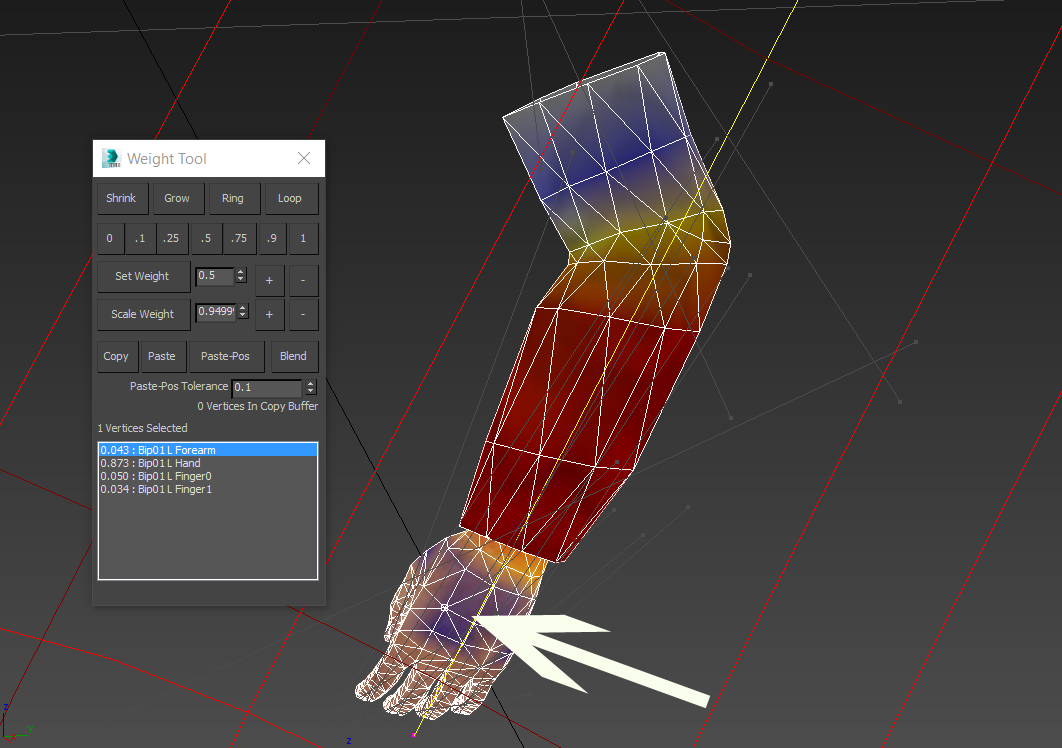 Weight Tool
Shrink Grow Ring Loop
0 .1 .25 .5 .75 .9 1
Set Weight 0.5 + -
Scale Weight 0.9499 + -
Copy Paste Paste-Pos Blend
Paste-Pos Tolerance 0.1
0 Vertices In Copy Buffer
1 Vertices Selected
0.043 : Bip01 L Forearm
0.873 : Bip01 L Hand
0.050 : Bip01 L Finger0
0.034 : Bip01 L Finger1
z
y
z